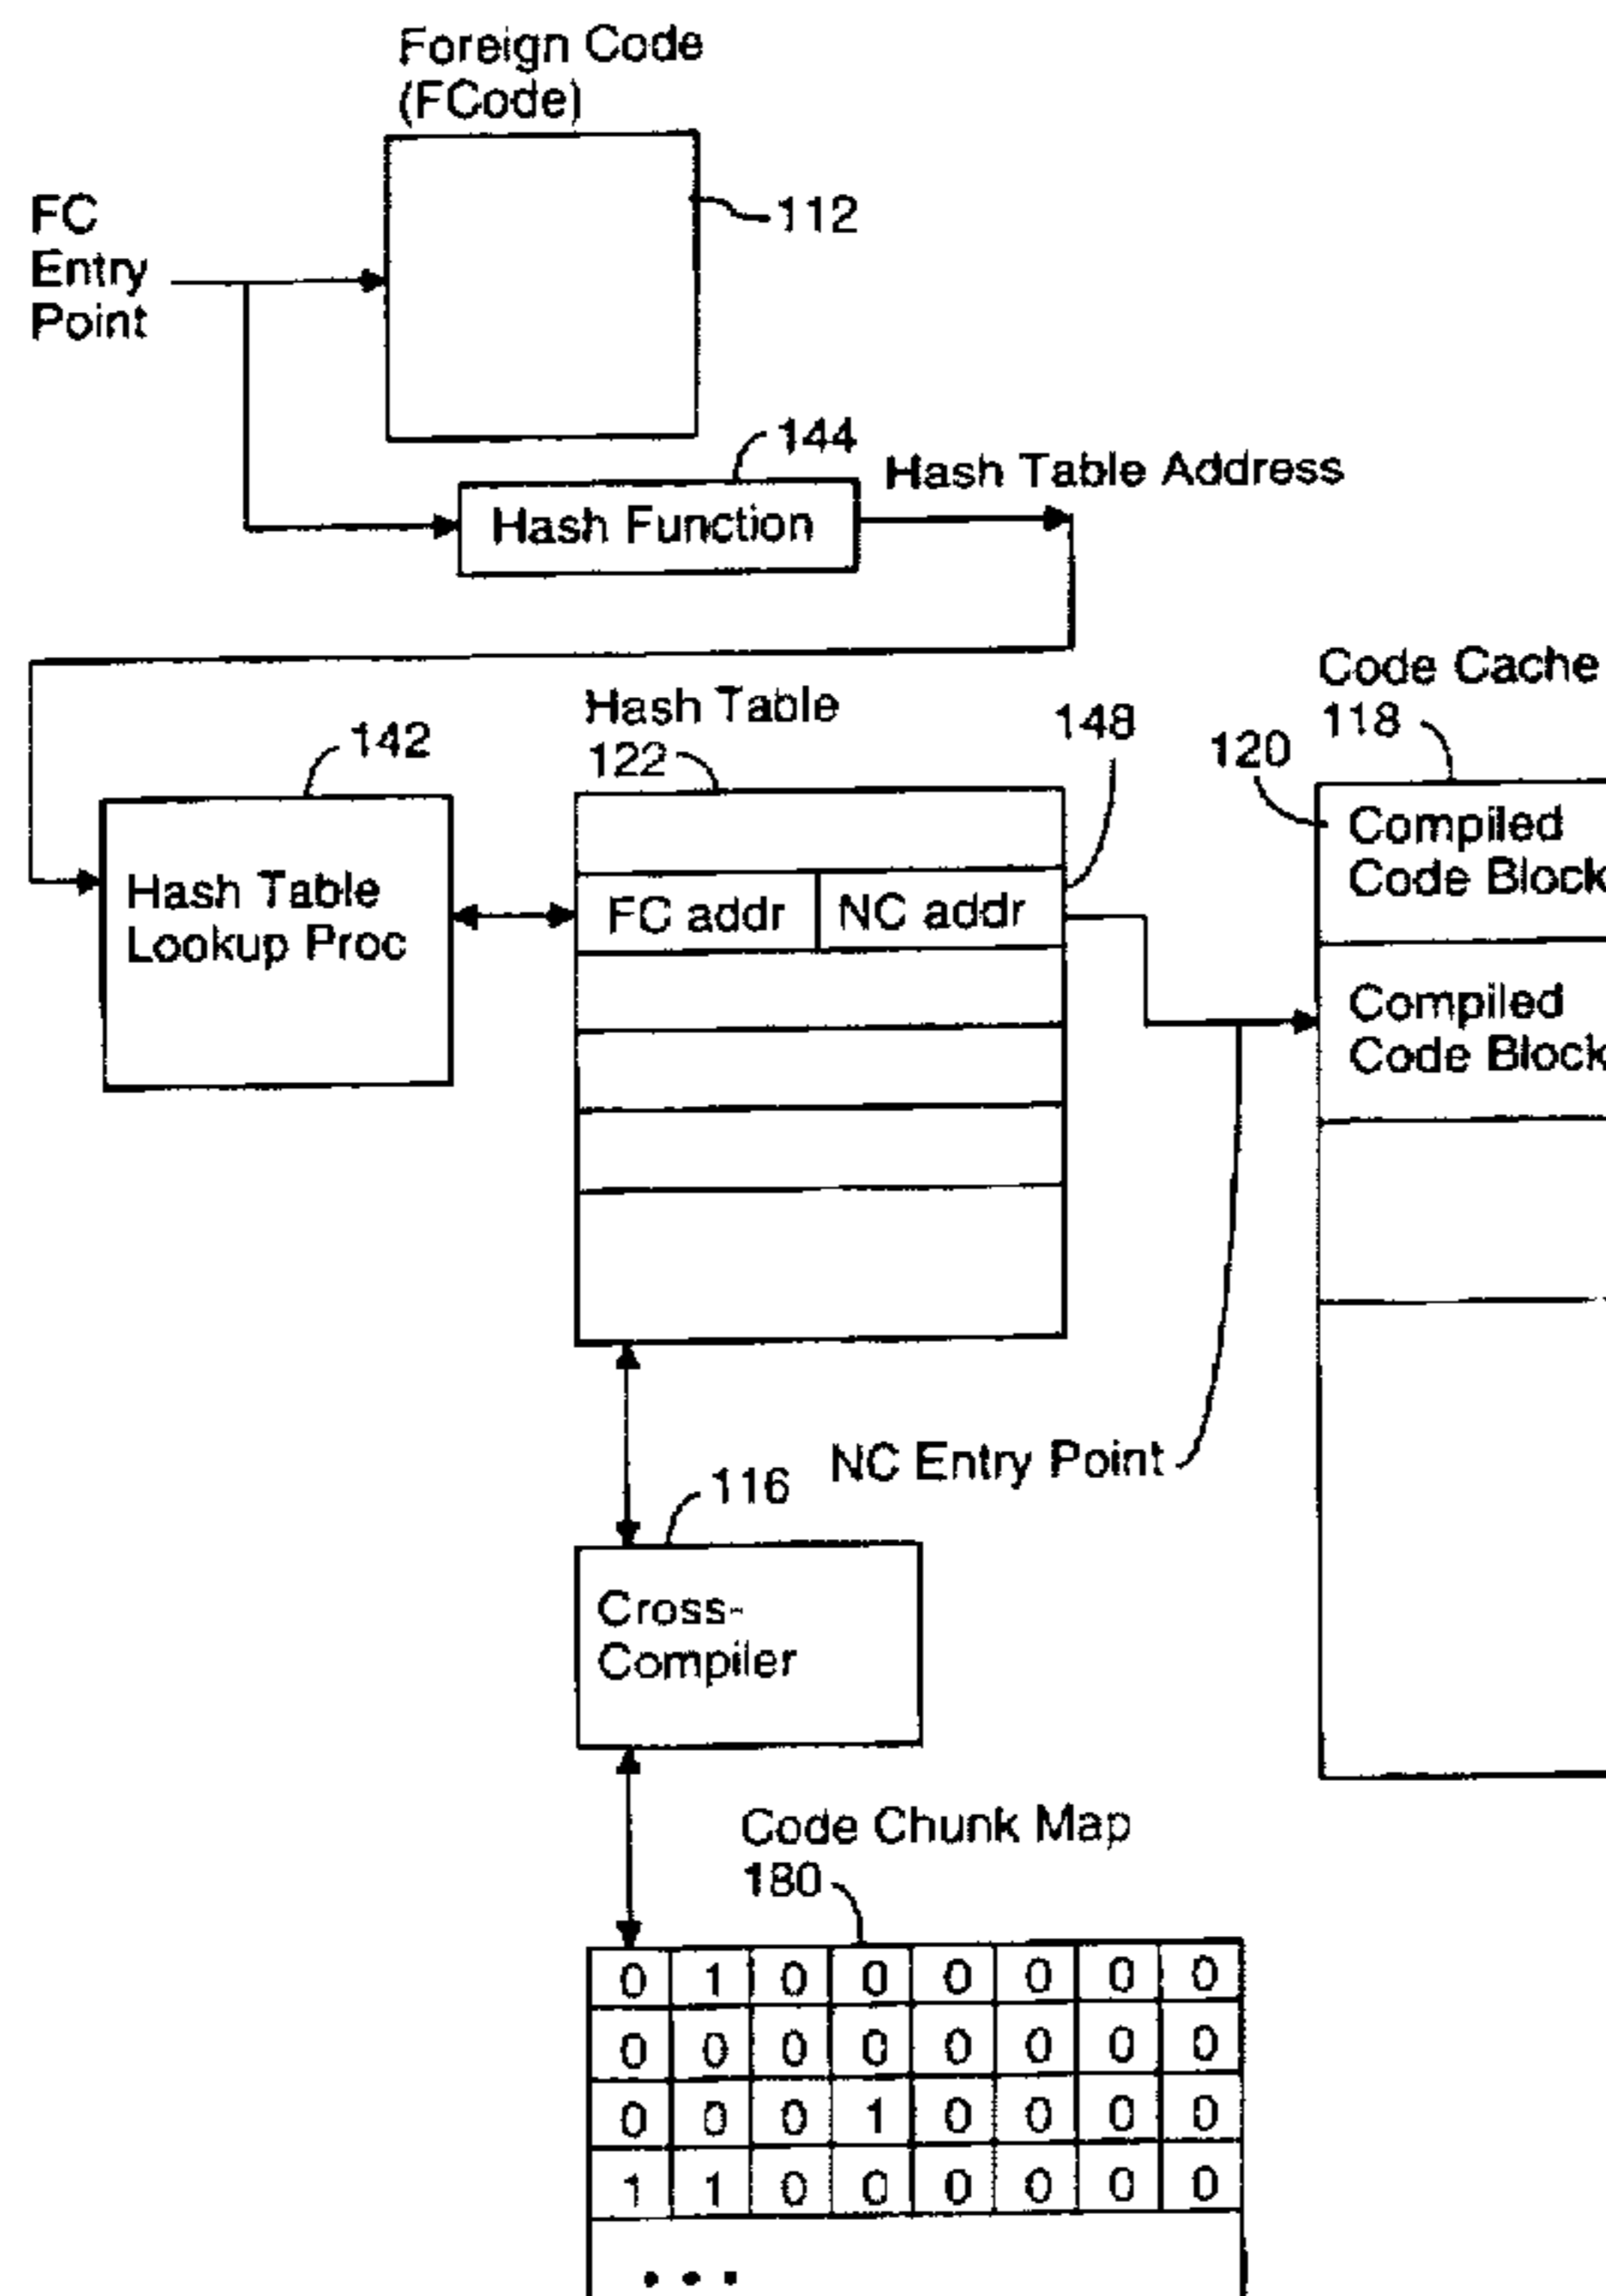 Foreign Code
(FCode)
FC
Entry
Point
112
144
Hash Table Address
Hash Function
Code Cache
118
Hash Table
122
148
120
142
Compiled
Code Block
Hash Table
Lookup Proc
FC addr
NC addr
Compiled
Code Block
NC Entry Point
116
Cross-
Compiler
Code Chunk Map
180
0 1 0 0 0 0 0 0
0 0 0 0 0 0 0 0
0 0 0 1 0 0 0 0
1 1 0 0 0 0 0 0
• • •